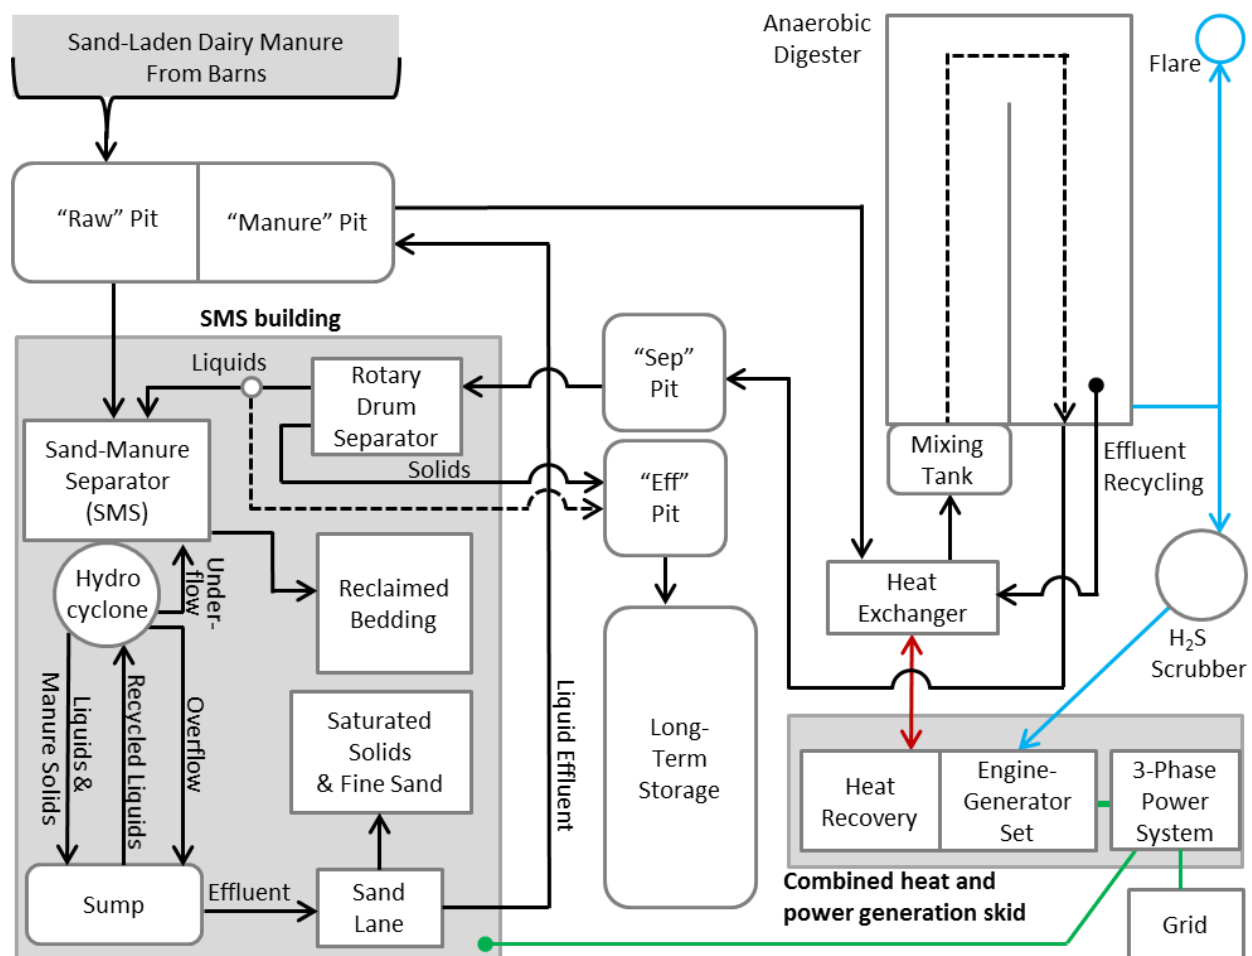 Sand-Laden Dairy Manure
From Barns
Anaerobic
Digester
Flare
“Raw” Pit
“Manure” Pit
SMS building
Liquids
Rotary
Drum
Separator
“Sep”
Pit
Sand-Manure
Separator
(SMS)
Solids
“Eff”
Pit
Mixing
Tank
Effluent
Recycling
Hydro
cyclone
Under-
flow
Reclaimed
Bedding
Heat
Exchanger
H2S
Scrubber
Liquids &
Manure Solids
Recycled Liquids
Overflow
Saturated
Solids
& Fine Sand
Liquid Effluent
Long-
Term
Storage
Heat
Recovery
Engine-
Generator
Set
3-Phase
Power
System
Sump
Effluent
Sand
Lane
Combined heat and
power generation skid
Grid